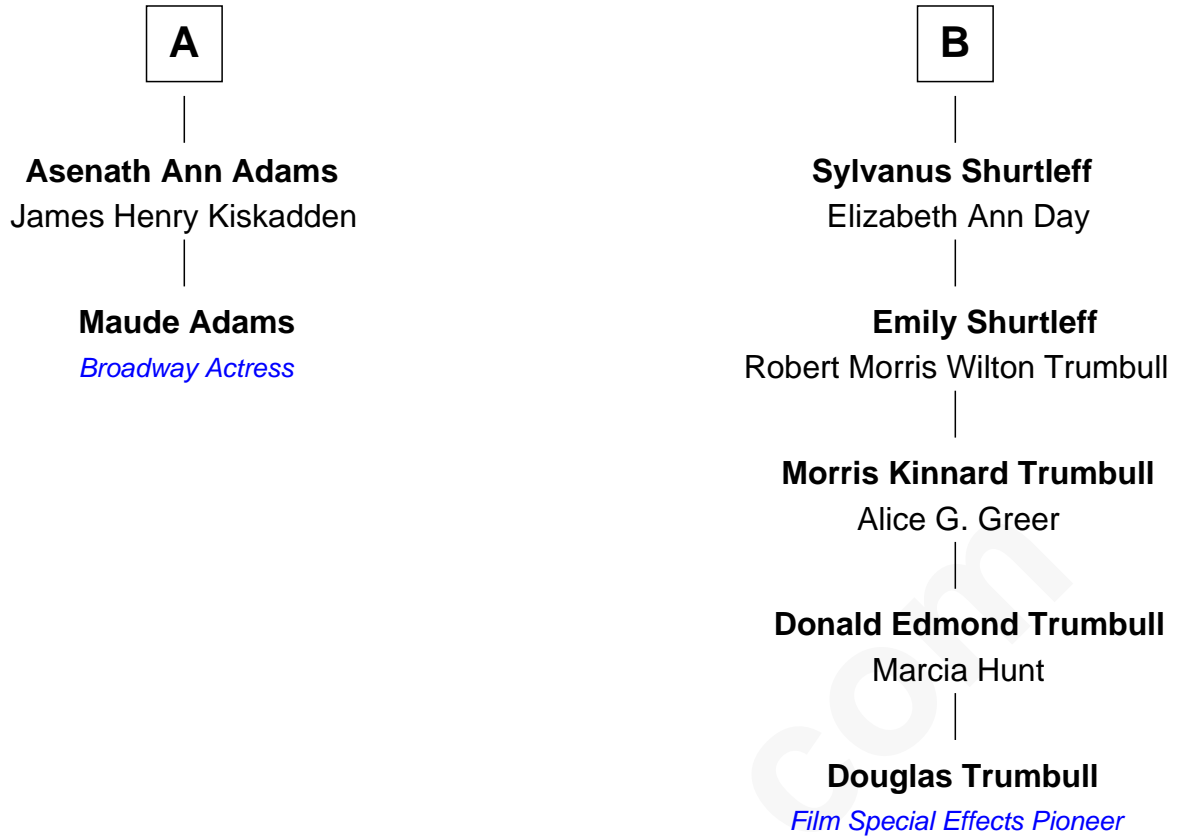 A
Asenath Ann Adams
James Henry Kiskadden
Maude Adams
Broadway Actress
B
Sylvanus Shurtleff
Elizabeth Ann Day
Emily Shurtleff
Robert Morris Wilton Trumbull
Morris Kinnard Trumbull
Alice G. Greer
Donald Edmond Trumbull
Marcia Hunt
Douglas Trumbull
Film Special Effects Pioneer
com